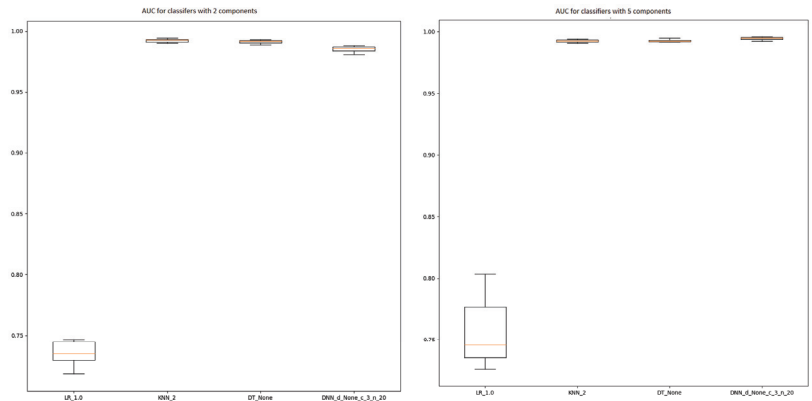 AUC for classifers with 2 components
1.00
0.95
0.90
0.85
0.80
0.75
LR_1.0
KNN_2
DT_None
DNN_d_None_c_3_n_20
AUC for classifiers with 5 components
1.00
0.95
0.90
0.85
0.80
0.75
LR_1.0
KNN_2
DT_None
DNN_d_None_c_3_n_20